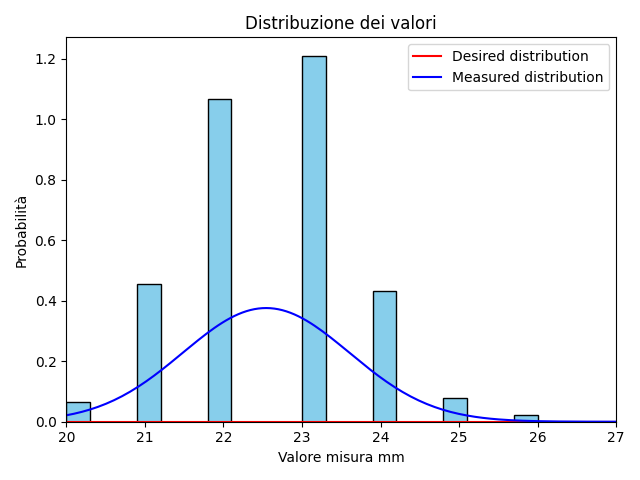 Distribuzione dei valori
Desired distribution
Measured distribution
Probabilità
1.2
1.0
0.8
0.6
0.4
0.2
0.0
20 21 22 23 24 25 26 27
Valore misura mm